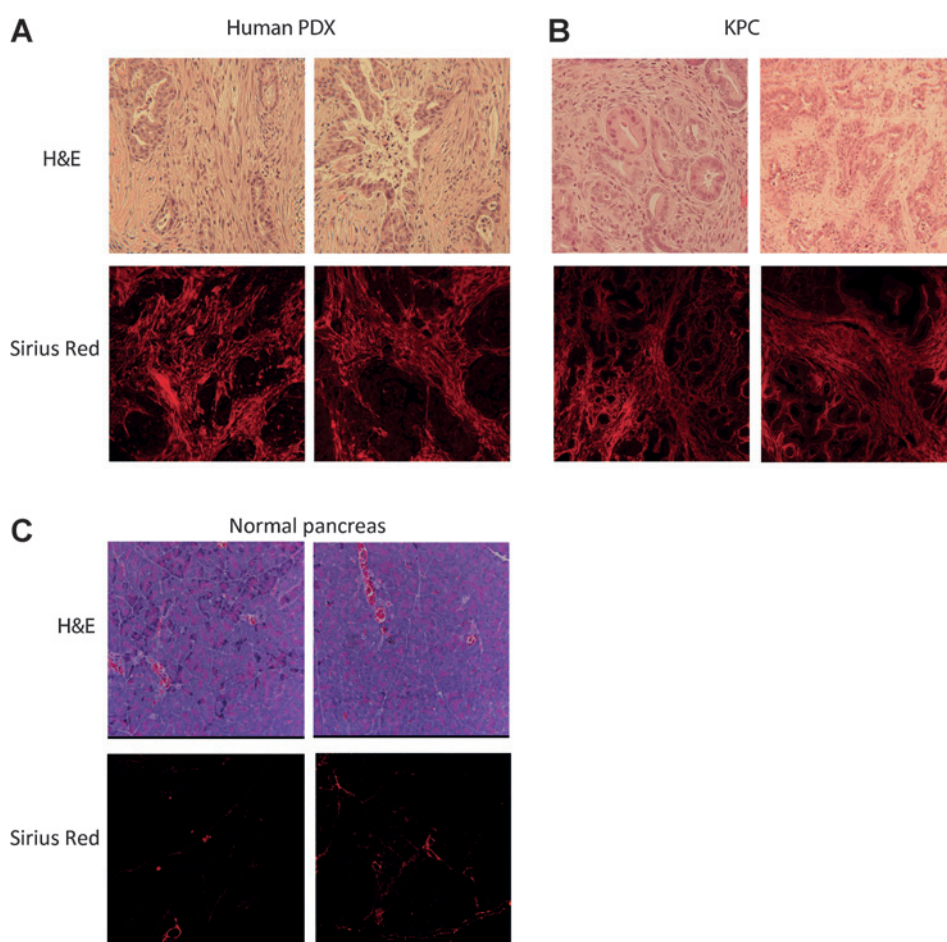 A
Human PDX
H&E
Sirius Red
B
KPC
C
Normal pancreas
H&E
Sirius Red